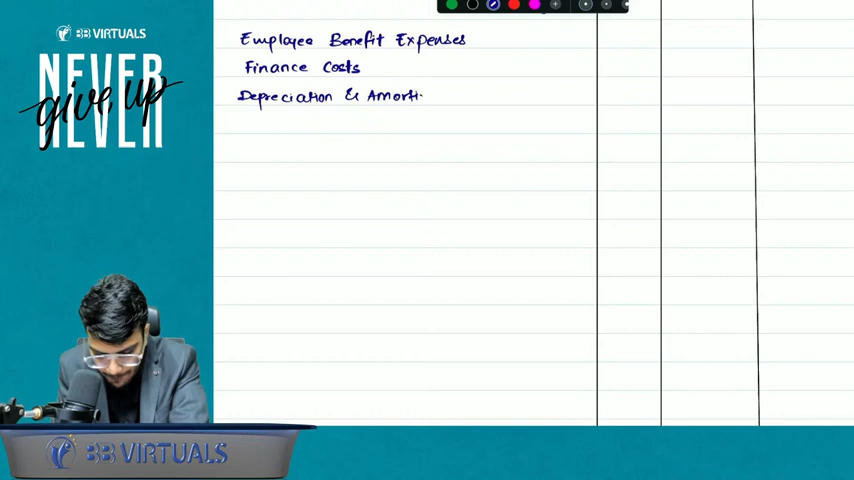 BB VIRTUALS
NEVER
give up
NEVER
Employee Benefit Expenses
Finance Costs
Depreciation & Amorti
BB VIRTUALS